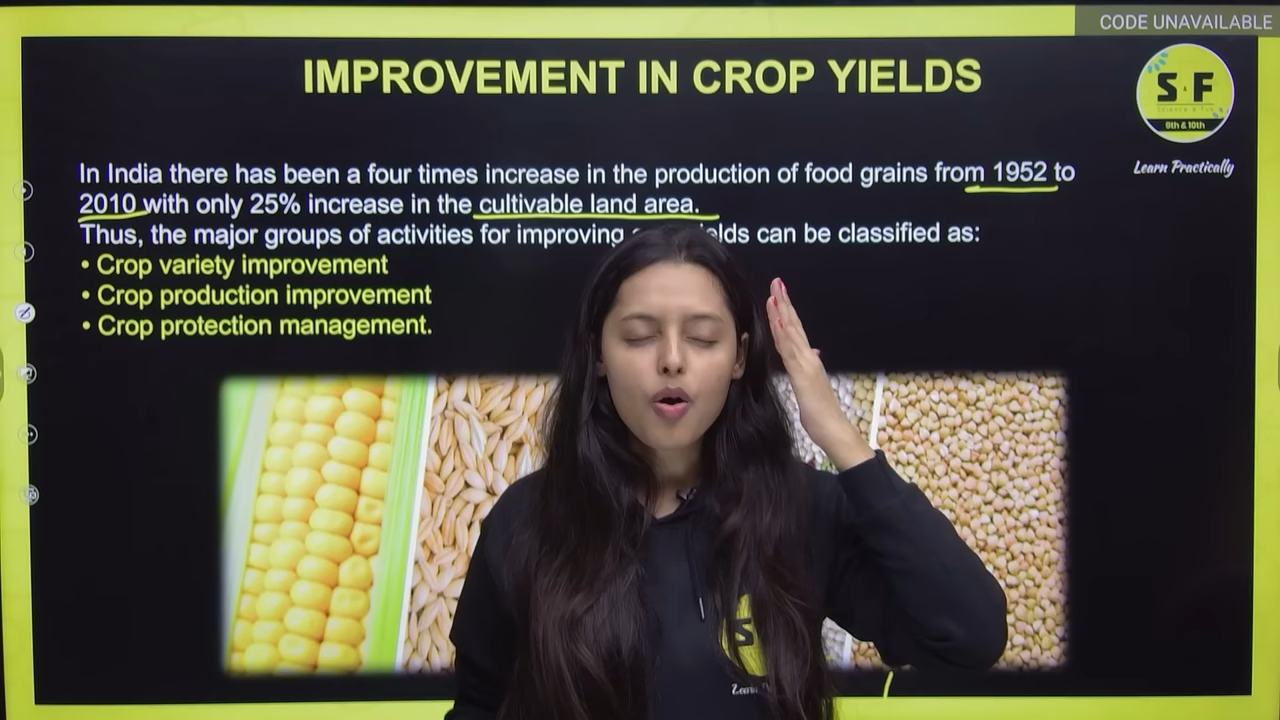 CODE UNAVAILABLE
IMPROVEMENT IN CROP YIELDS
S F
Science & Fun
9th & 10th
Learn Practically
In India there has been a four times increase in the production of food grains from 1952 to
2010 with only 25% increase in the cultivable land area.
Thus, the major groups of activities for improving can be classified as:
• Crop variety improvement
• Crop production improvement
• Crop protection management.
S